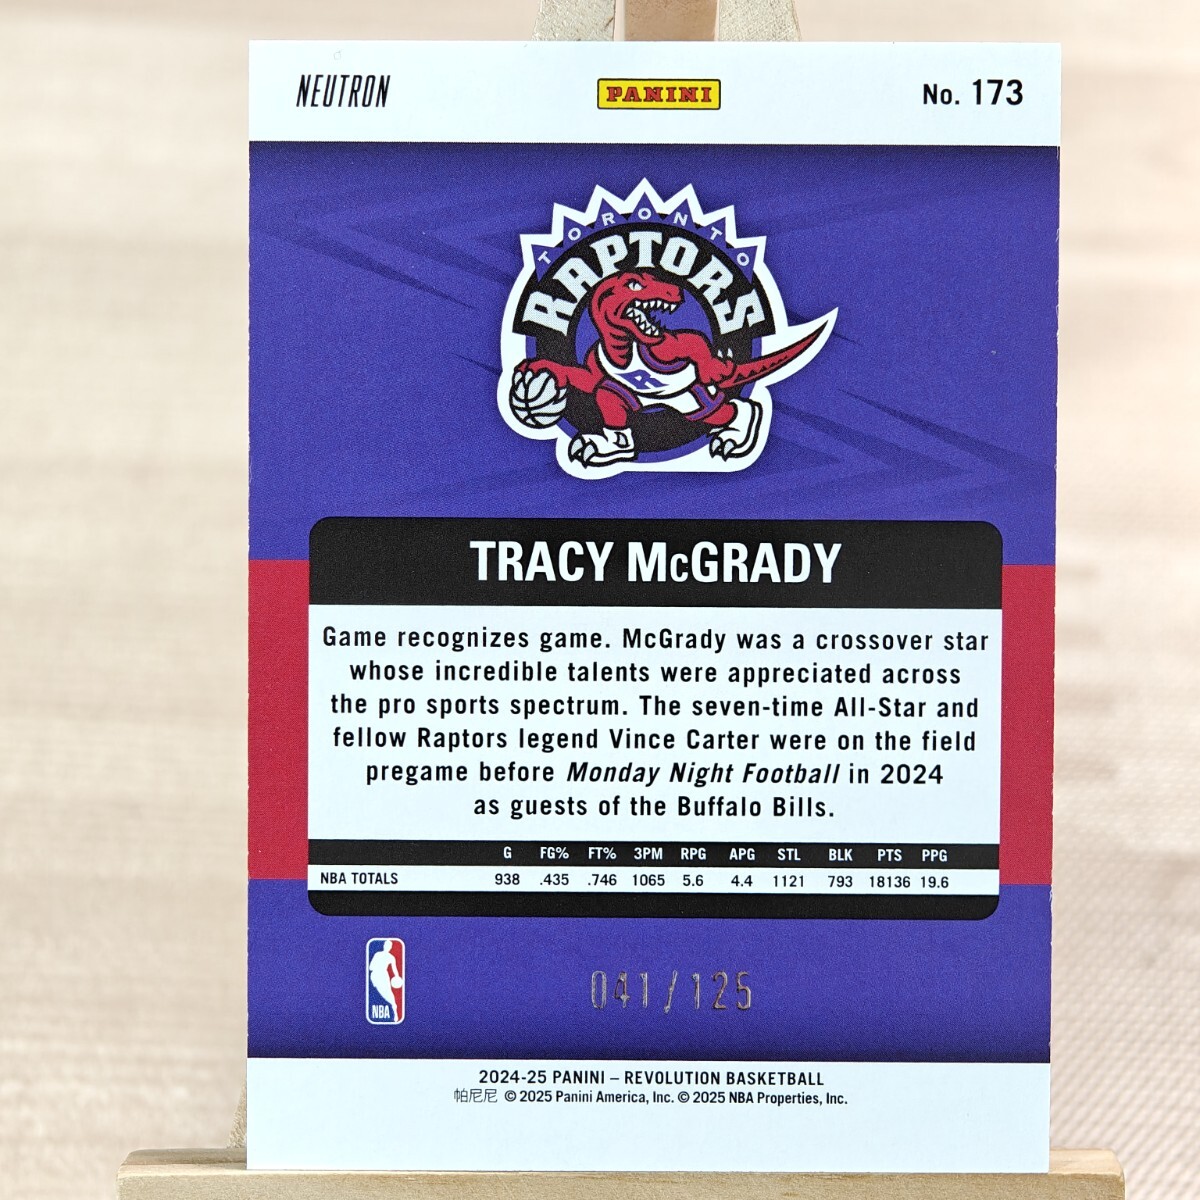 NEUTRON
PANINI
No. 173
TORONTO
RAPTORS
R
TRACY McGRADY
Game recognizes game. McGrady was a crossover star
whose incredible talents were appreciated across
the pro sports spectrum. The seven-time All-Star and
fellow Raptors legend Vince Carter were on the field
pregame before Monday Night Football in 2024
as guests of the Buffalo Bills.
G FG% FT% 3PM RPG APG STL BLK PTS PPG
NBA TOTALS 938 .435 .746 1065 5.6 4.4 1121 793 18136 19.6
NBA
041/125
2024-25 PANINI – REVOLUTION BASKETBALL
帕尼尼 © 2025 Panini America, Inc. © 2025 NBA Properties, Inc.